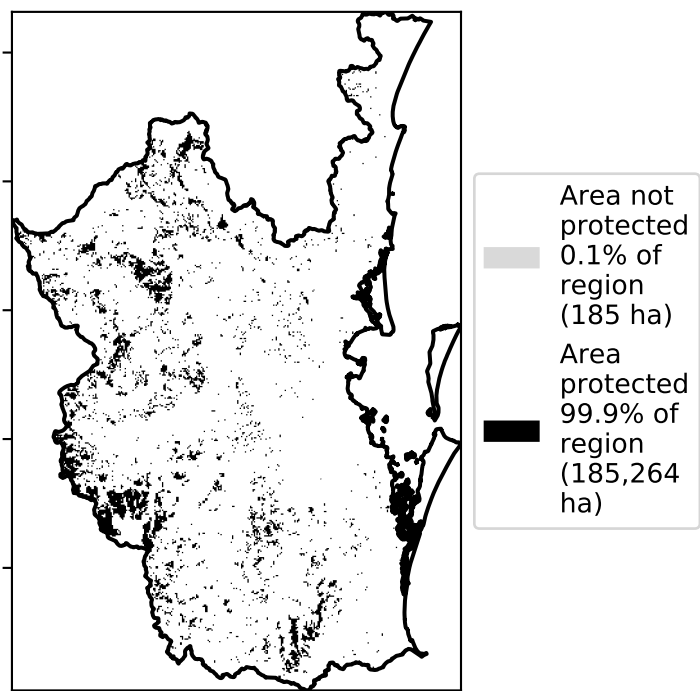 Area not
protected
0.1% of
region
(185 ha)
Area
protected
99.9% of
region
(185,264
ha)